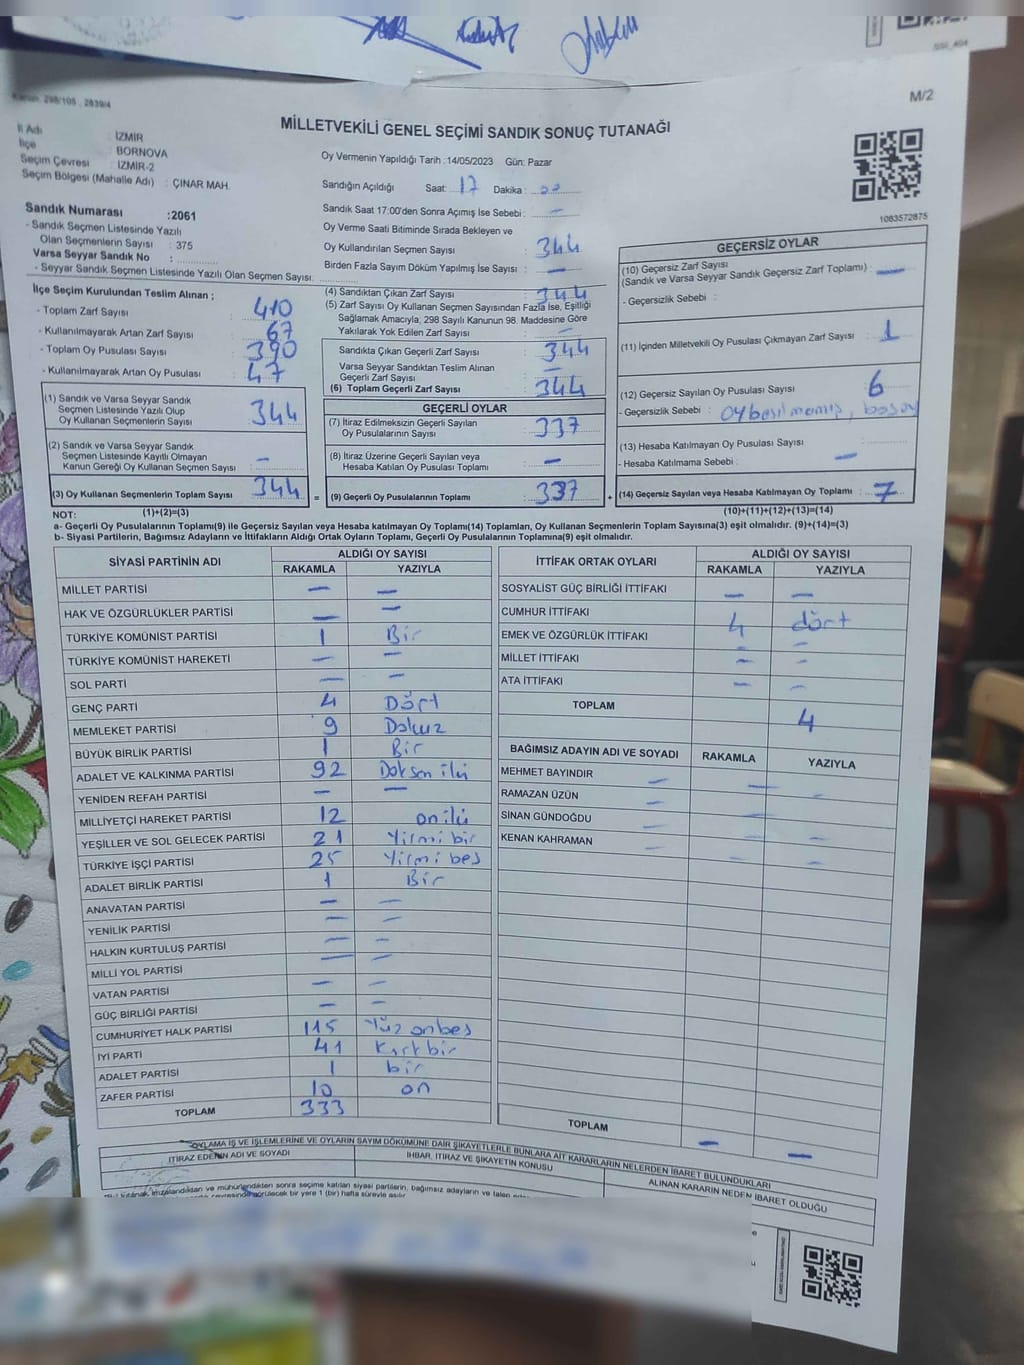 SSI_404
Kanun: 298/105 , 2839/4
M/2
MİLLETVEKİLİ GENEL SEÇİMİ SANDIK SONUÇ TUTANAĞI
İl Adı : İZMİR
İlçe : BORNOVA
Seçim Çevresi : İZMİR-2
Seçim Bölgesi (Mahalle Adı) : ÇINAR MAH.
Sandık Numarası :2061
- Sandık Seçmen Listesinde Yazılı
Olan Seçmenlerin Sayısı : 375
Varsa Seyyar Sandık No :
- Seyyar Sandık Seçmen Listesinde Yazılı Olan Seçmen Sayısı:
İlçe Seçim Kurulundan Teslim Alınan ;
- Toplam Zarf Sayısı : 410
- Kullanılmayarak Artan Zarf Sayısı : 67
- Toplam Oy Pusulası Sayısı : 390
- Kullanılmayarak Artan Oy Pusulası : 47
(1) Sandık ve Varsa Seyyar Sandık
Seçmen Listesinde Yazılı Olup
Oy Kullanan Seçmenlerin Sayısı : 344
(2) Sandık ve Varsa Seyyar Sandık
Seçmen Listesinde Kayıtlı Olmayan
Kanun Gereği Oy Kullanan Seçmen Sayısı : -
(3) Oy Kullanan Seçmenlerin Toplam Sayısı : 344
Oy Vermenin Yapıldığı Tarih :14/05/2023 Gün: Pazar
Sandığın Açıldığı Saat: 17 Dakika : 00
Sandık Saat 17:00'den Sonra Açımış İse Sebebi : -
Oy Verme Saati Bitiminde Sırada Bekleyen ve
Oy Kullandırılan Seçmen Sayısı : 344
Birden Fazla Sayım Döküm Yapılmış İse Sayısı : -
(4) Sandıktan Çıkan Zarf Sayısı : 344
(5) Zarf Sayısı Oy Kullanan Seçmen Sayısından Fazla İse, Eşitliği
Sağlamak Amacıyla, 298 Sayılı Kanunun 98. Maddesine Göre
Yakılarak Yok Edilen Zarf Sayısı : -
Sandıkta Çıkan Geçerli Zarf Sayısı : 344
Varsa Seyyar Sandıktan Teslim Alınan
Geçerli Zarf Sayısı : -
(6) Toplam Geçerli Zarf Sayısı : 344
GEÇERLİ OYLAR
(7) İtiraz Edilmeksizin Geçerli Sayılan
Oy Pusulalarının Sayısı : 337
(8) İtiraz Üzerine Geçerli Sayılan veya
Hesaba Katılan Oy Pusulası Toplamı : -
= (9) Geçerli Oy Pusulalarının Toplamı : 337 +
1083572875
GEÇERSİZ OYLAR
(10) Geçersiz Zarf Sayısı
(Sandık ve Varsa Seyyar Sandık Geçersiz Zarf Toplamı) : -
- Geçersizlik Sebebi :
(11) İçinden Milletvekili Oy Pusulası Çıkmayan Zarf Sayısı : 1
(12) Geçersiz Sayılan Oy Pusulası Sayısı : 6
- Geçersizlik Sebebi : oy basılmamış, boş oy
(13) Hesaba Katılmayan Oy Pusulası Sayısı :
- Hesaba Katılmama Sebebi : -
(14) Geçersiz Sayılan veya Hesaba Katılmayan Oy Toplamı : 7
NOT: (1)+(2)=(3) (10)+(11)+(12)+(13)=(14)
a- Geçerli Oy Pusulalarının Toplamı(9) ile Geçersiz Sayılan veya Hesaba katılmayan Oy Toplamı(14) Toplamları, Oy Kullanan Seçmenlerin Toplam Sayısına(3) eşit olmalıdır. (9)+(14)=(3)
b- Siyasi Partilerin, Bağımsız Adayların ve İttifakların Aldığı Ortak Oyların Toplamı, Geçerli Oy Pusulalarının Toplamına(9) eşit olmalıdır.
SİYASİ PARTİNİN ADI ALDIĞI OY SAYISI
RAKAMLA YAZIYLA
MİLLET PARTİSİ - -
HAK VE ÖZGÜRLÜKLER PARTİSİ - -
TÜRKİYE KOMÜNİST PARTİSİ 1 Bir
TÜRKİYE KOMÜNİST HAREKETİ - -
SOL PARTİ - -
GENÇ PARTİ 4 Dört
MEMLEKET PARTİSİ 9 Dokuz
BÜYÜK BİRLİK PARTİSİ 1 Bir
ADALET VE KALKINMA PARTİSİ 92 Doksan iki
YENİDEN REFAH PARTİSİ - -
MİLLİYETÇİ HAREKET PARTİSİ 12 on iki
YEŞİLLER VE SOL GELECEK PARTİSİ 21 Yirmi bir
TÜRKİYE İŞÇİ PARTİSİ 25 Yirmi beş
ADALET BİRLİK PARTİSİ 1 Bir
ANAVATAN PARTİSİ - -
YENİLİK PARTİSİ - -
HALKIN KURTULUŞ PARTİSİ - -
MİLLİ YOL PARTİSİ - -
VATAN PARTİSİ - -
GÜÇ BİRLİĞİ PARTİSİ - -
CUMHURİYET HALK PARTİSİ 115 Yüz onbeş
İYİ PARTİ 41 Kırk bir
ADALET PARTİSİ 1 bir
ZAFER PARTİSİ 10 on
TOPLAM 333
İTTİFAK ORTAK OYLARI ALDIĞI OY SAYISI
RAKAMLA YAZIYLA
SOSYALİST GÜÇ BİRLİĞİ İTTİFAKI - -
CUMHUR İTTİFAKI 4 dört
EMEK VE ÖZGÜRLÜK İTTİFAKI - -
MİLLET İTTİFAKI - -
ATA İTTİFAKI - -
TOPLAM 4
BAĞIMSIZ ADAYIN ADI VE SOYADI RAKAMLA YAZIYLA
MEHMET BAYINDIR - - -
RAMAZAN ÜZÜN - -
SİNAN GÜNDOĞDU - - -
KENAN KAHRAMAN - - -
TOPLAM - -
OYLAMA İŞ VE İŞLEMLERİNE VE OYLARIN SAYIM DÖKÜMÜNE DAİR ŞİKAYETLERLE BUNLARA AİT KARARLARIN NELERDEN İBARET BULUNDUKLARI
İTİRAZ EDENİN ADI VE SOYADI İHBAR, İTİRAZ VE ŞİKAYETİN KONUSU ALINAN KARARIN NEDEN İBARET OLDUĞU
tutanak, imzalandıktan ve mühürlendikten sonra seçime katılan siyasi partilerin, bağımsız adayların ve talep
görülecek bir yere 1 (bir) hafta süreyle asılır.